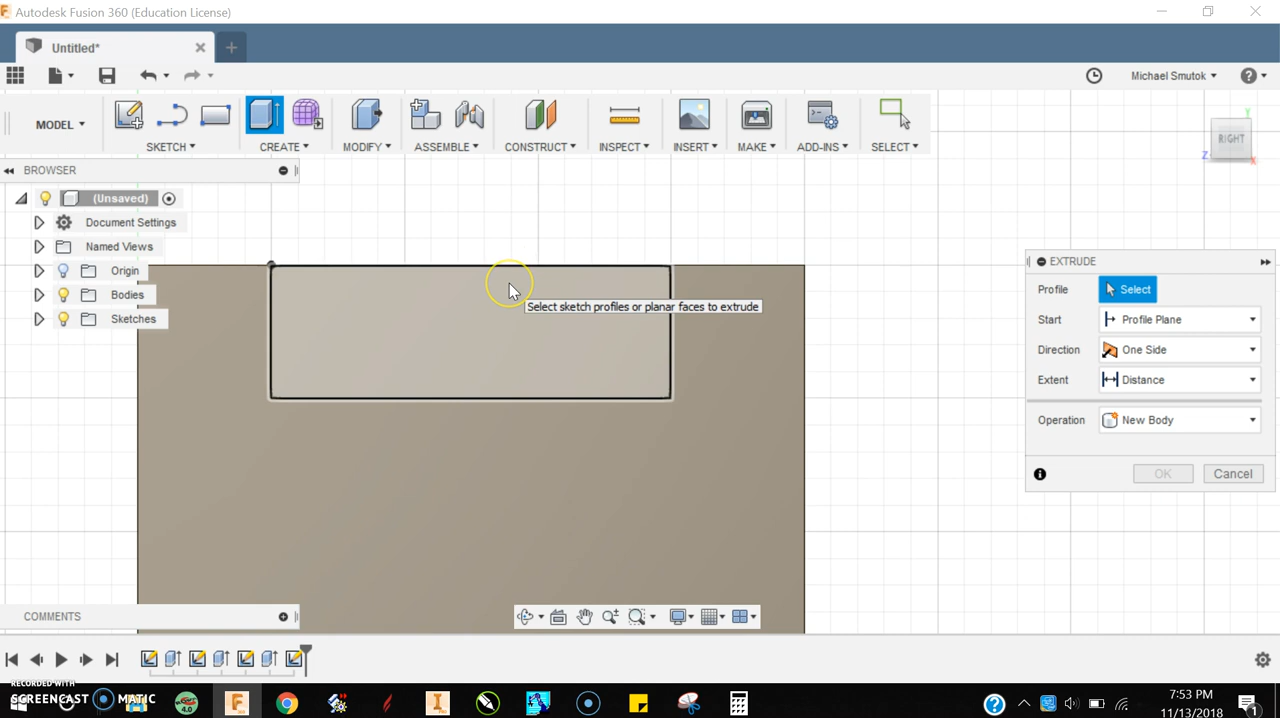 Autodesk Fusion 360 (Education License)
Untitled*
Michael Smutok
MODEL
SKETCH
CREATE
MODIFY
ASSEMBLE
CONSTRUCT
INSPECT
INSERT
MAKE
ADD-INS
SELECT
Y
RIGHT
Z
X
BROWSER
(Unsaved)
Document Settings
Named Views
Origin
Bodies
Sketches
Select sketch profiles or planar faces to extrude
EXTRUDE
Profile Select
Start Profile Plane
Direction One Side
Extent Distance
Operation New Body
OK Cancel
COMMENTS
RECORDED WITH
SCREENCAST MATIC
4.0
7:53 PM
11/13/2018
1